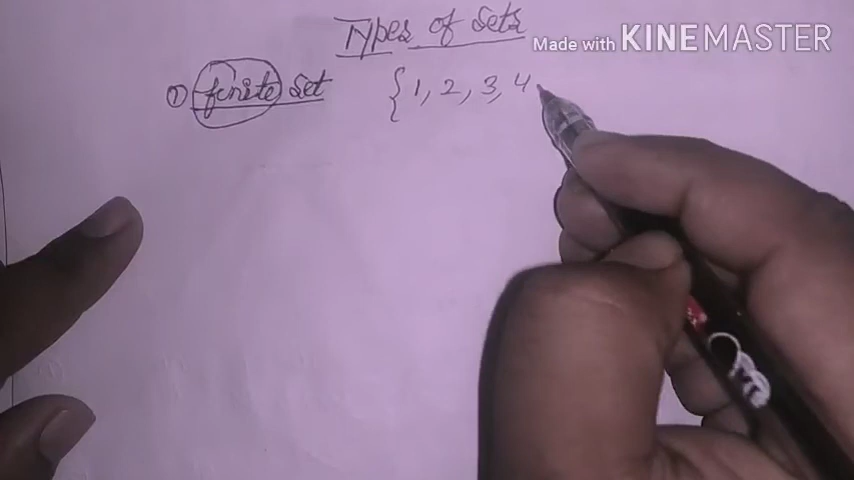 Types of Sets
Made with KINEMASTER
① finite Set { 1, 2, 3, 4